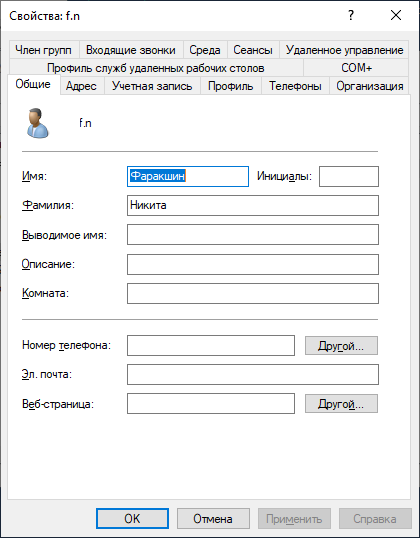 Свойства: f.n
Член групп Входящие звонки Среда Сеансы Удаленное управление
Профиль служб удаленных рабочих столов COM+
Общие Адрес Учетная запись Профиль Телефоны Организация
f.n
Имя: Фаракшин Инициалы:
Фамилия: Никита
Выводимое имя:
Описание:
Комната:
Номер телефона: Другой...
Эл. почта:
Веб-страница: Другой...
OK Отмена Применить Справка